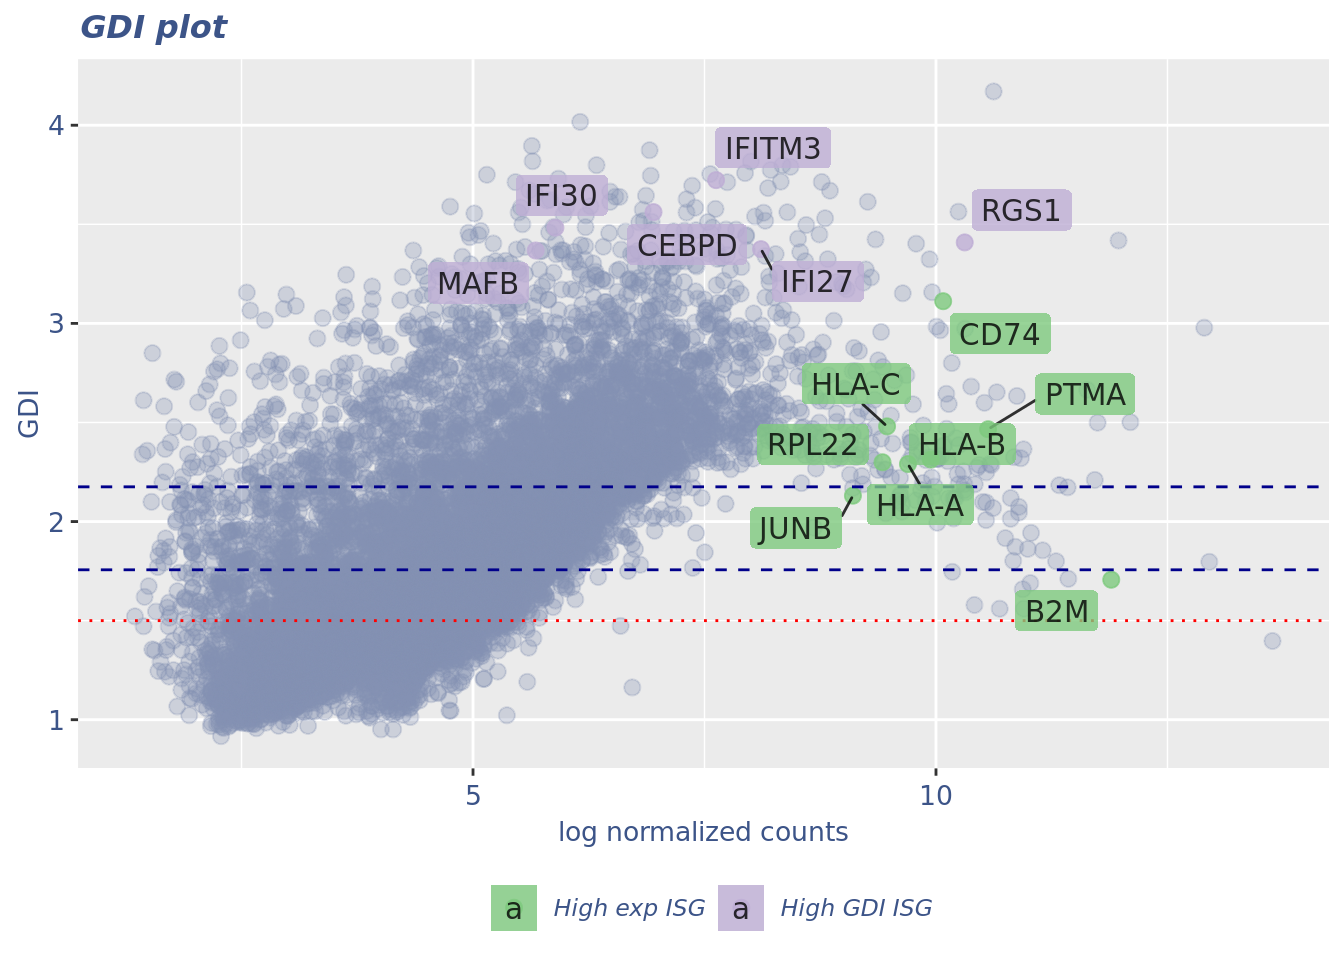 GDI plot
4
3
2
1
GDI
IFITM3
IFI30
RGS1
CEBPD
MAFB
IFI27
CD74
HLA-C
PTMA
RPL22
HLA-B
HLA-A
JUNB
B2M
5
10
log normalized counts
a High exp ISG a High GDI ISG